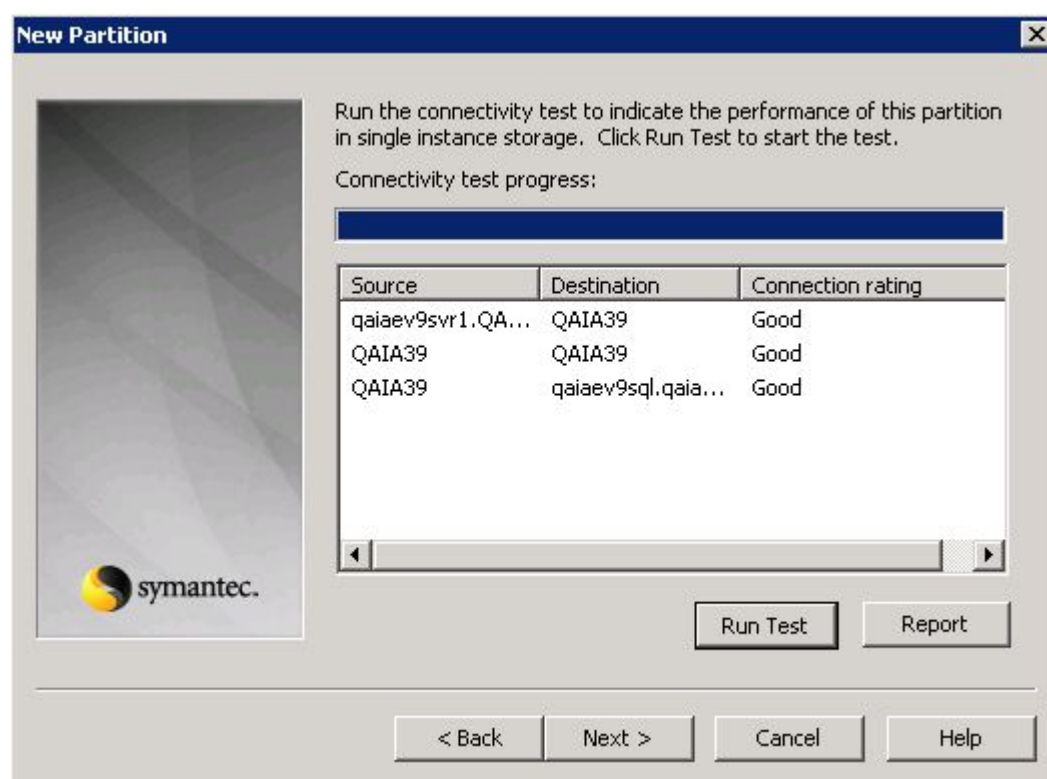 New Partition
Run the connectivity test to indicate the performance of this partition
in single instance storage. Click Run Test to start the test.
Connectivity test progress:
Source Destination Connection rating
qaiaev9svr1.QA... QAIA39 Good
QAIA39 QAIA39 Good
QAIA39 qaiaev9sql.qaia... Good
symantec.
Run Test Report
< Back Next > Cancel Help